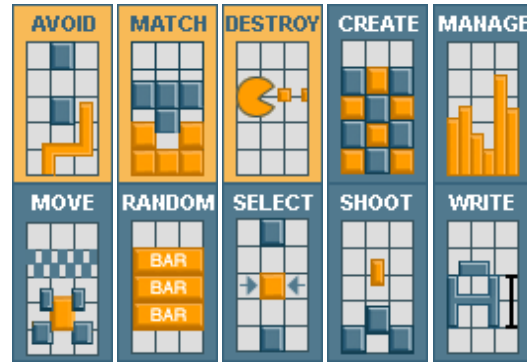 AVOID MATCH DESTROY CREATE MANAGE
MOVE RANDOM SELECT SHOOT WRITE
BAR
BAR
BAR